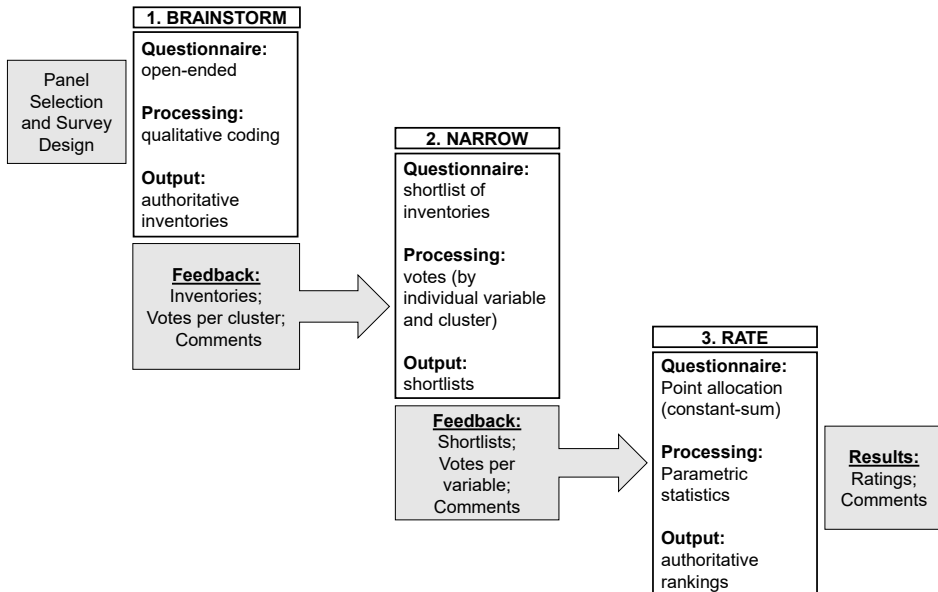 Panel
Selection
and Survey
Design
1. BRAINSTORM
Questionnaire:
open-ended
Processing:
qualitative coding
Output:
authoritative
inventories
Feedback:
Inventories;
Votes per cluster;
Comments
2. NARROW
Questionnaire:
shortlist of
inventories
Processing:
votes (by
individual variable
and cluster)
Output:
shortlists
Feedback:
Shortlists;
Votes per
variable;
Comments
3. RATE
Questionnaire:
Point allocation
(constant-sum)
Processing:
Parametric
statistics
Output:
authoritative
rankings
Results:
Ratings;
Comments